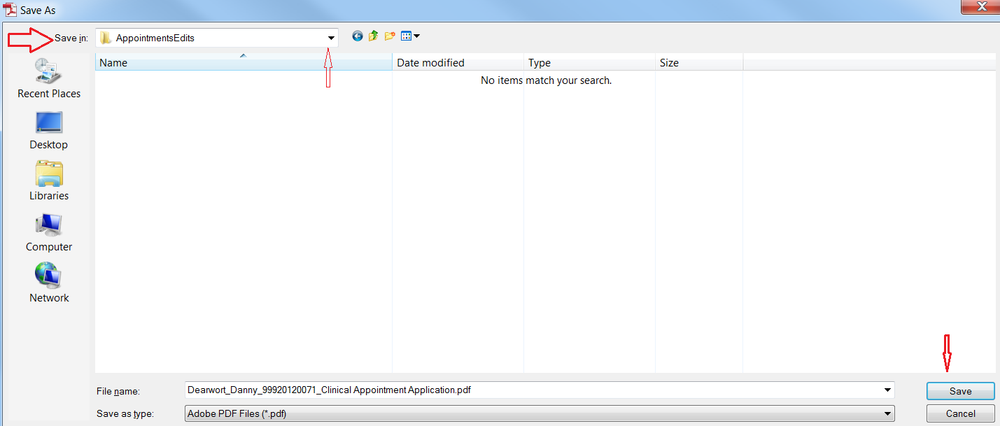 Save As
Save in: AppointmentsEdits
Name Date modified Type Size
No items match your search.
Recent Places
Desktop
Libraries
Computer
Network
File name: Dearwort_Danny_99920120071_Clinical Appointment Application.pdf Save
Save as type: Adobe PDF Files (*.pdf) Cancel